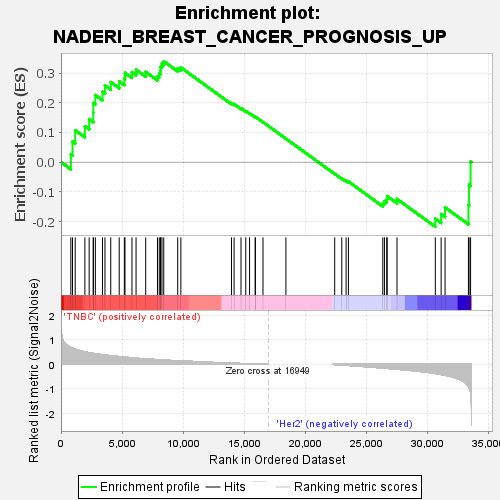 Enrichment plot:
NADERI_BREAST_CANCER_PROGNOSIS_UP
Enrichment score (ES)
0.3
0.2
0.1
0.0
-0.1
-0.2
'TNBC' (positively correlated)
Ranked list metric (Signal2Noise)
2
1
0
-1
-2
Zero cross at 16949
'Her2' (negatively correlated)
0 5,000 10,000 15,000 20,000 25,000 30,000 35,000
Rank in Ordered Dataset
Enrichment profile Hits Ranking metric scores